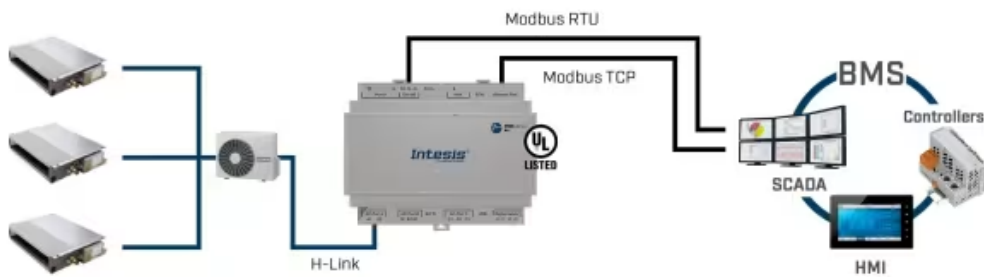 Modbus RTU
Modbus TCP
BMS
Controllers
Intesis
UL
LISTED
SCADA
H-Link
HMI